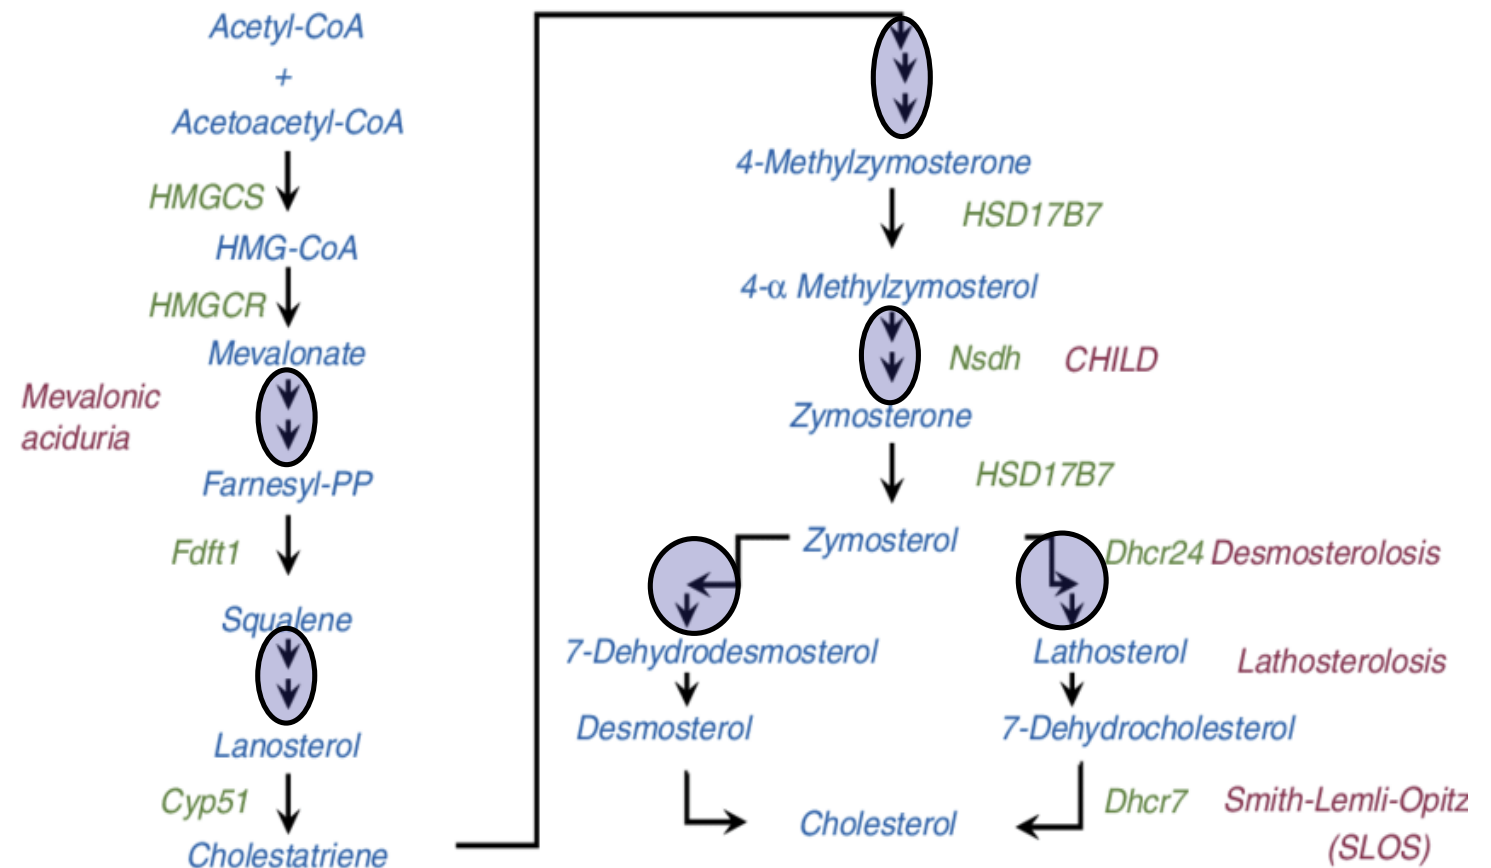 Acetyl-CoA
+
Acetoacetyl-CoA
HMGCS
HMG-CoA
HMGCR
Mevalonate
Mevalonic
aciduria
Farnesyl-PP
Fdft1
Squalene
Lanosterol
Cyp51
Cholestatriene
4-Methylzymosterone
HSD17B7
4-α Methylzymosterol
Nsdh CHILD
Zymosterone
HSD17B7
Zymosterol
Dhcr24 Desmosterolosis
7-Dehydrodesmosterol
Lathosterol
Lathosterolosis
Desmosterol
7-Dehydrocholesterol
Dhcr7 Smith-Lemli-Opitz
(SLOS)
Cholesterol